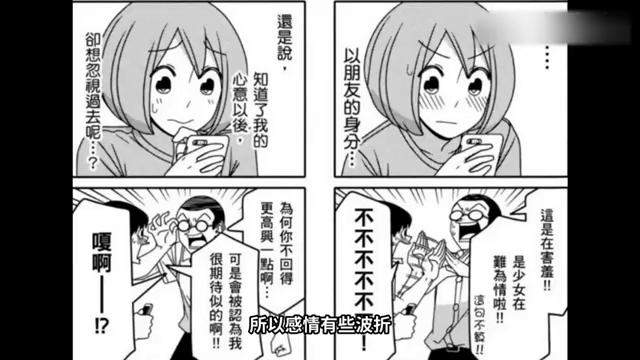 ⋯⋯
以朋友的身分⋯
這是在害羞!!
是少女在
難為情啦!!
不不不不不不—!
還是說，
知道了我的
心意以後，
卻想忽視過去呢⋯?
為何你不回得
更高興一點啊⋯
可是會被認為我
很期待似的啊!!
嗄啊——!?
所以感情有些波折